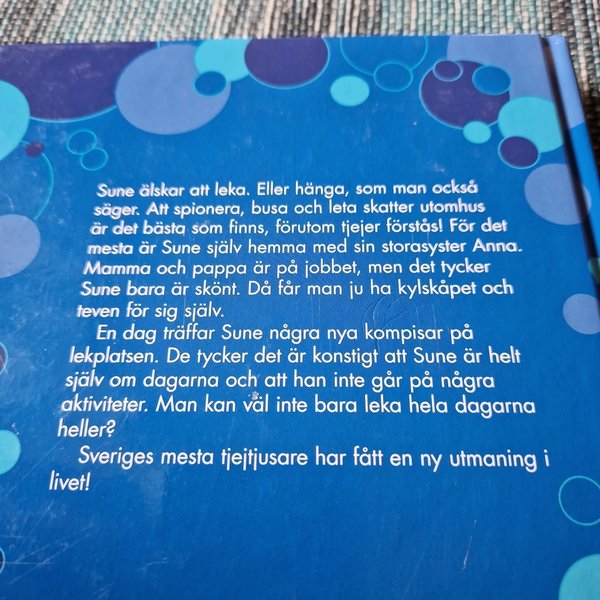 Sune älskar att leka. Eller hänga, som man också
säger. Att spionera, busa och leta skatter utomhus
är det bästa som finns, förutom tjejer förstås! För det
mesta är Sune själv hemma med sin storasyster Anna.
Mamma och pappa är på jobbet, men det tycker
Sune bara är skönt. Då får man ju ha kylskåpet och
teven för sig själv.
En dag träffar Sune några nya kompisar på
lekplatsen. De tycker det är konstigt att Sune är helt
själv om dagarna och att han inte går på några
aktiviteter. Man kan väl inte bara leka hela dagarna
heller?
Sveriges mesta tjejtjusare har fått en ny utmaning i
livet!